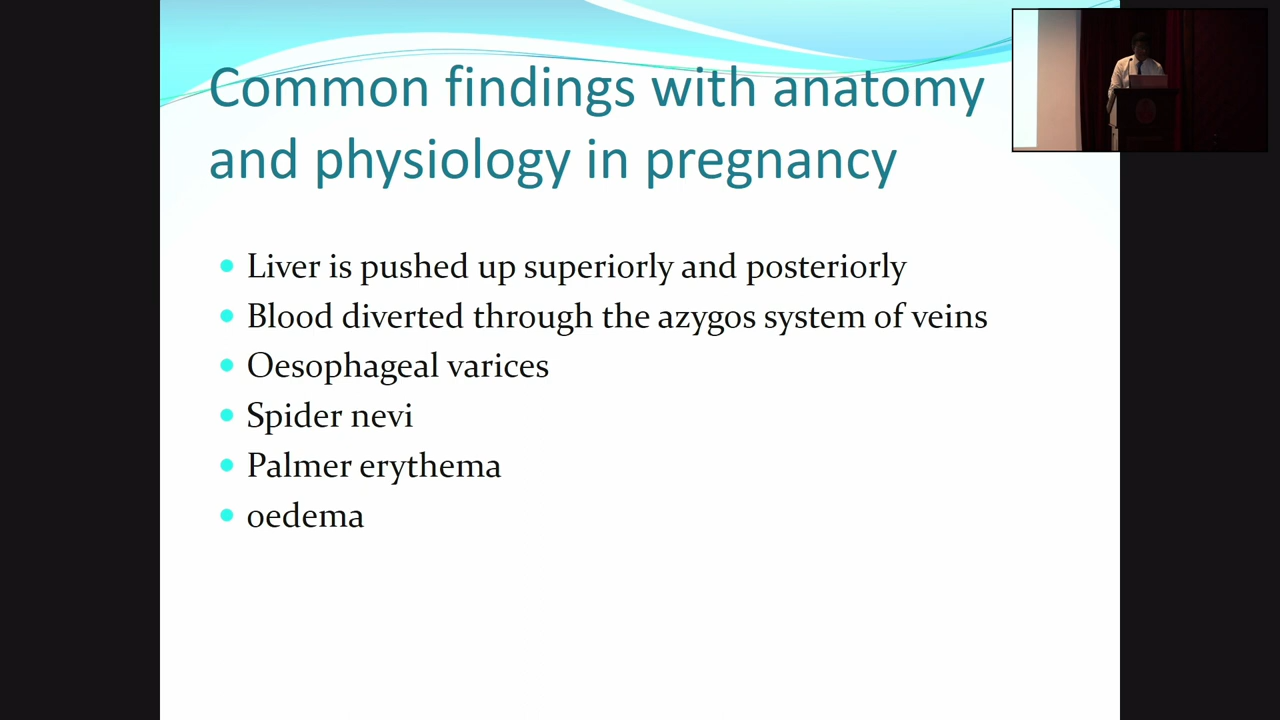 Common findings with anatomy
and physiology in pregnancy
Liver is pushed up superiorly and posteriorly
Blood diverted through the azygos system of veins
Oesophageal varices
Spider nevi
Palmer erythema
oedema